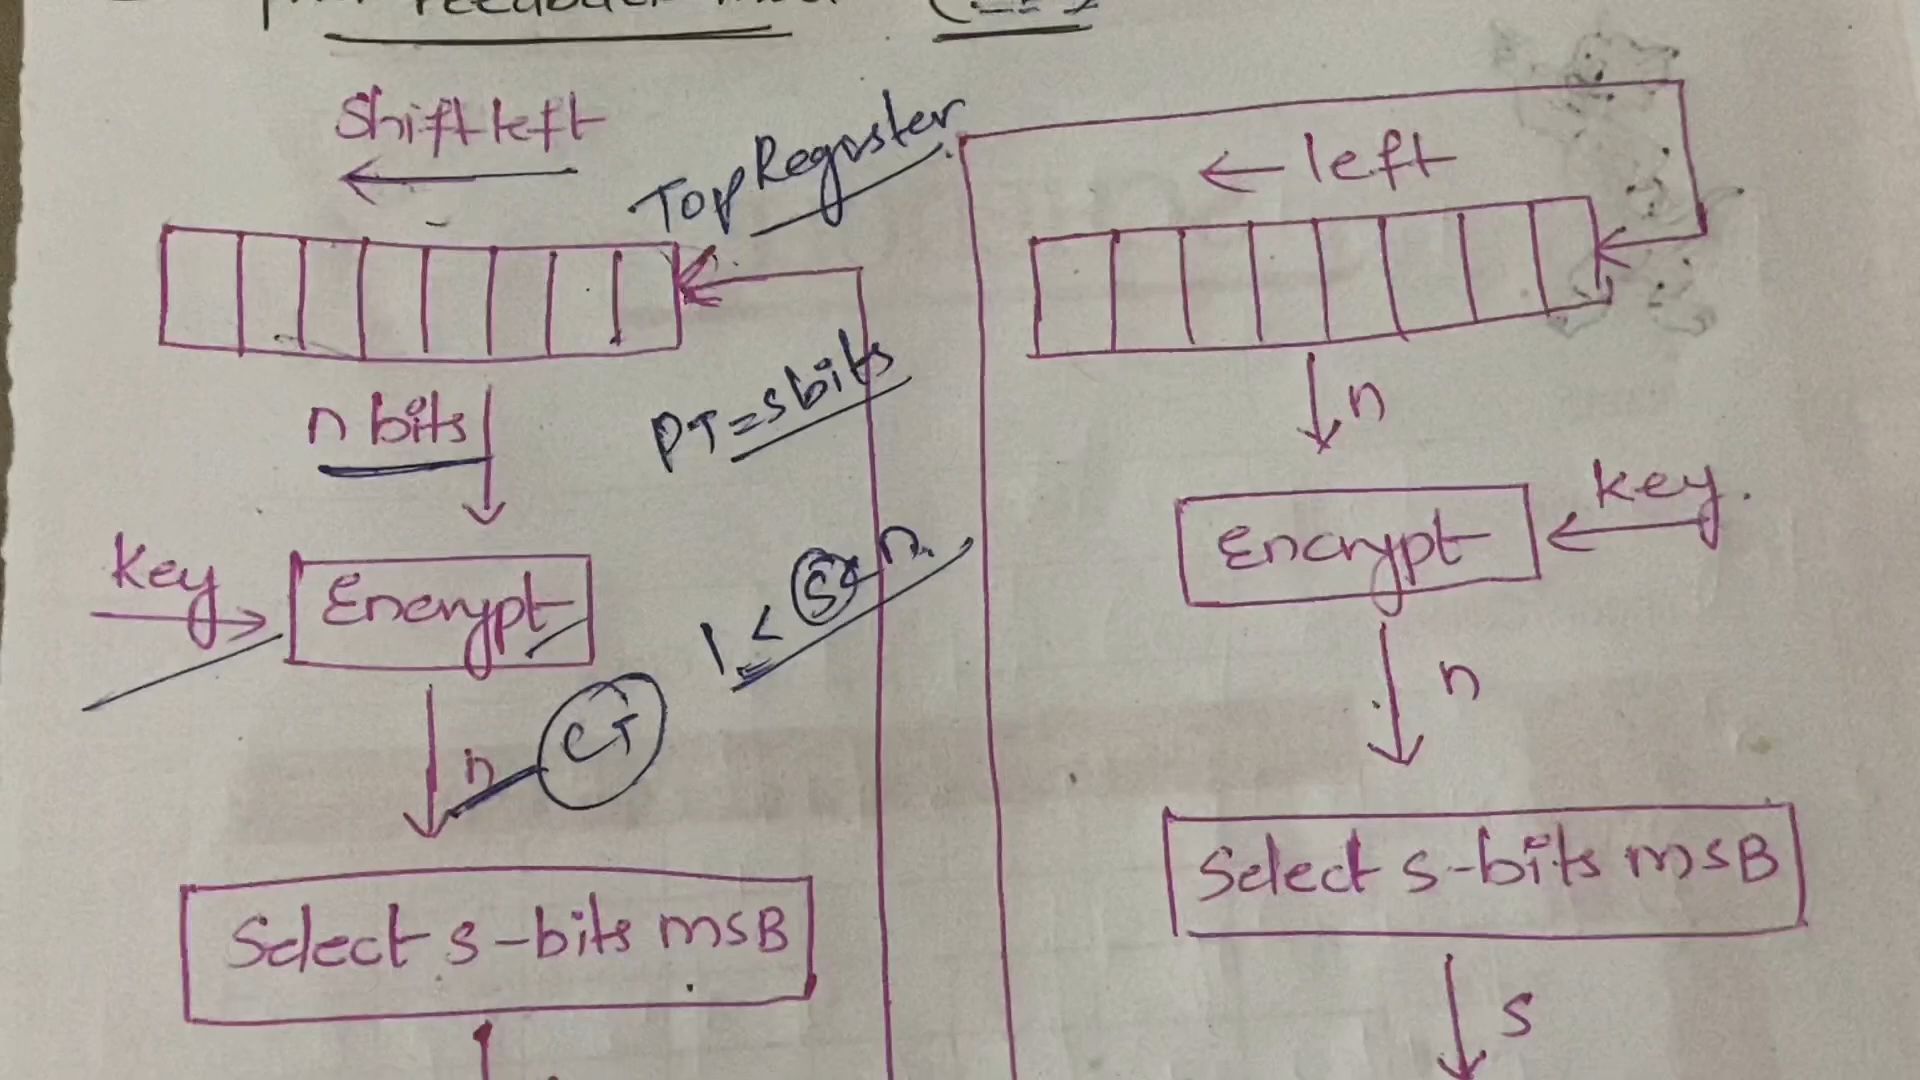 Feedback
Shift left
Top Register
← left
n bits
PT = s bits
n
key
Encrypt
1 < s < n
key.
Encrypt
n
CT
n
Select s-bits MSB
Select s-bits MSB
s